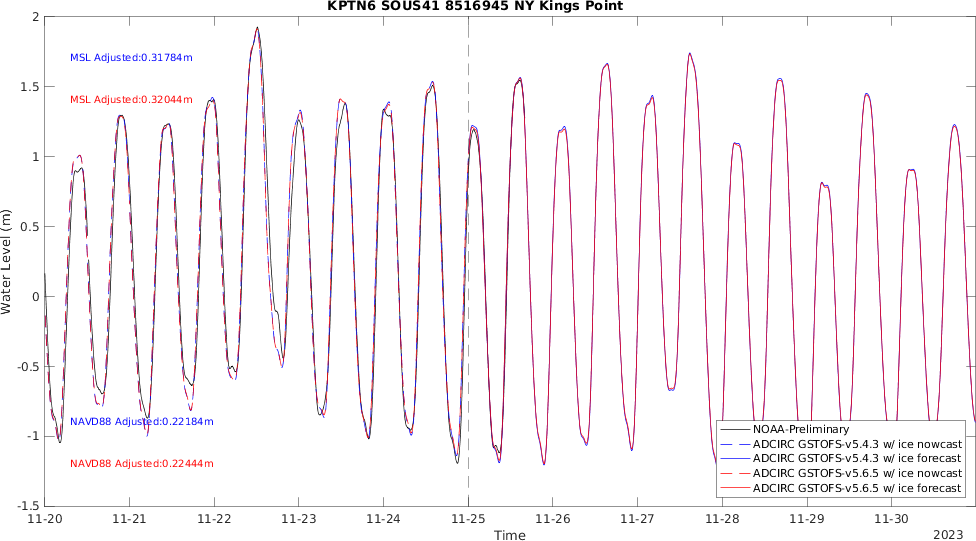 KPTN6 SOUS41 8516945 NY Kings Point
2
1.5
1
0.5
0
-0.5
-1
-1.5
Water Level (m)
MSL Adjusted:0.31784m
MSL Adjusted:0.32044m
NAVD88 Adjusted:0.22184m
NAVD88 Adjusted:0.22444m
NOAA-Preliminary
ADCIRC GSTOFS-v5.4.3 w/ ice nowcast
ADCIRC GSTOFS-v5.4.3 w/ ice forecast
ADCIRC GSTOFS-v5.6.5 w/ ice nowcast
ADCIRC GSTOFS-v5.6.5 w/ ice forecast
11-20 11-21 11-22 11-23 11-24 11-25 11-26 11-27 11-28 11-29 11-30
Time
2023